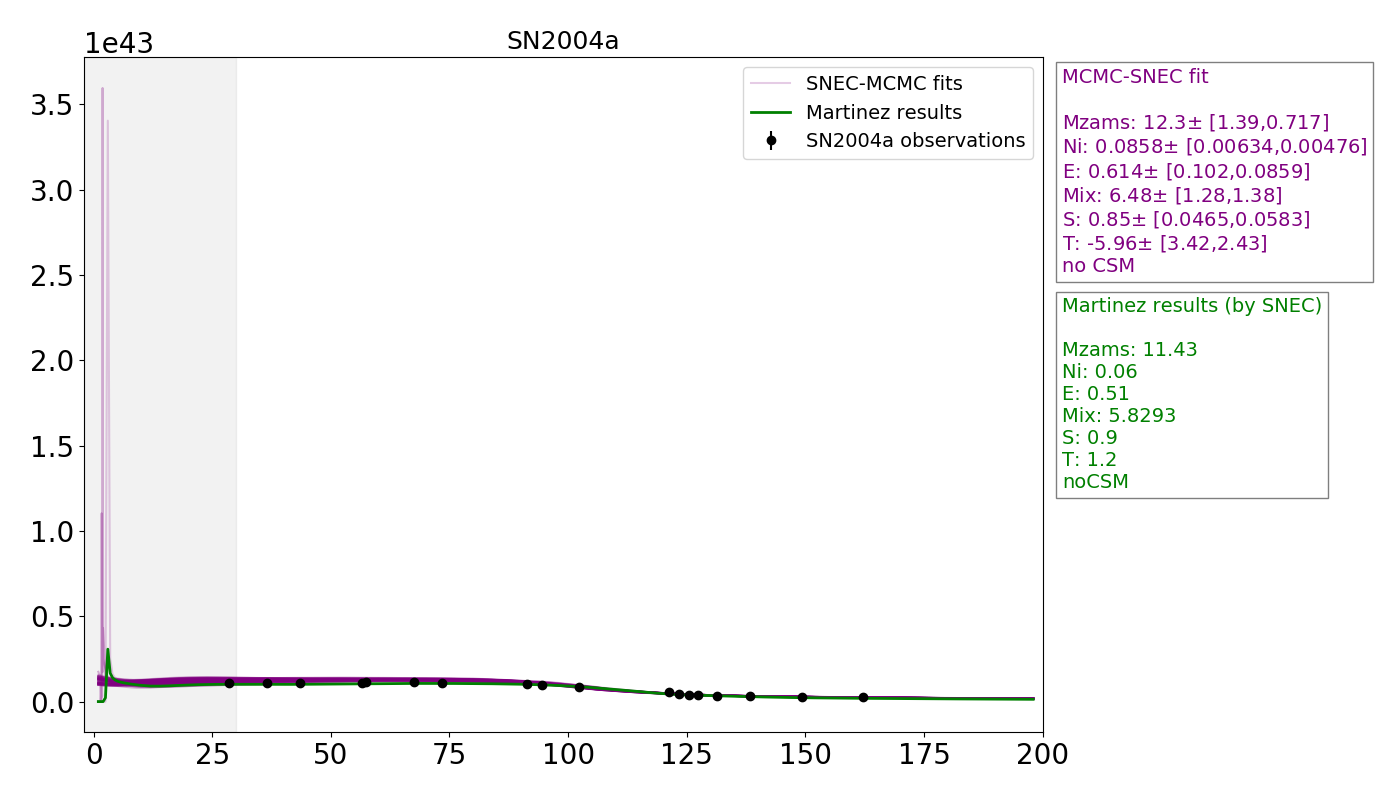 SN2004a
1e43
3.5
3.0
2.5
2.0
1.5
1.0
0.5
0.0
0
25
50
75
100
125
150
175
200
SNEC-MCMC fits
Martinez results
SN2004a observations
MCMC-SNEC fit
Mzams: 12.3± [1.39,0.717]
Ni: 0.0858± [0.00634,0.00476]
E: 0.614± [0.102,0.0859]
Mix: 6.48± [1.28,1.38]
S: 0.85± [0.0465,0.0583]
T: -5.96± [3.42,2.43]
no CSM
Martinez results (by SNEC)
Mzams: 11.43
Ni: 0.06
E: 0.51
Mix: 5.8293
S: 0.9
T: 1.2
noCSM